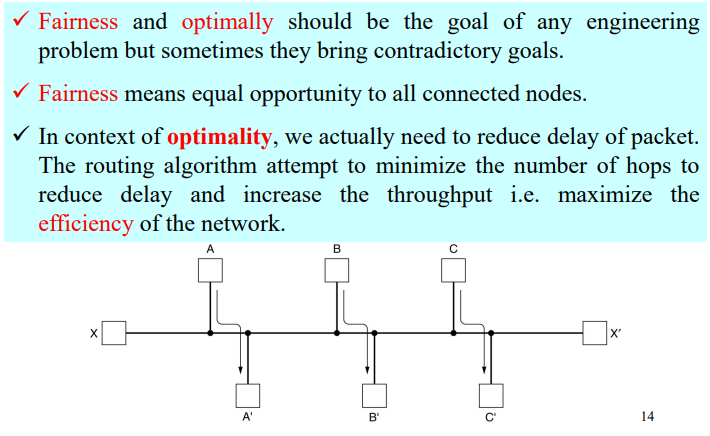 ✓ Fairness and optimally should be the goal of any engineering
problem but sometimes they bring contradictory goals.
✓ Fairness means equal opportunity to all connected nodes.
✓ In context of optimality, we actually need to reduce delay of packet.
The routing algorithm attempt to minimize the number of hops to
reduce delay and increase the throughput i.e. maximize the
efficiency of the network.
A B C
X X′
A' B' C'
14